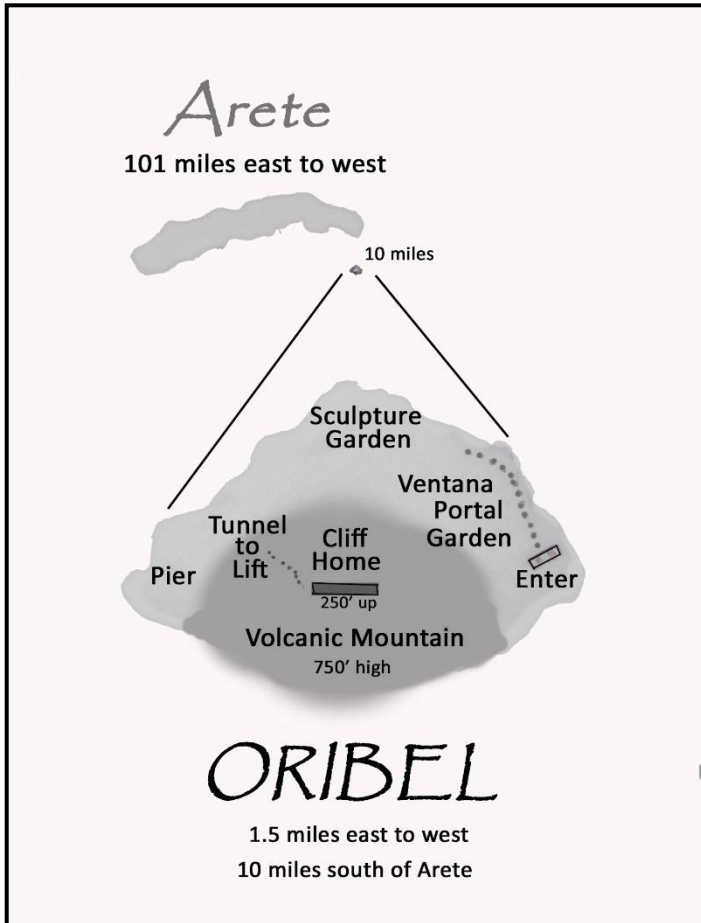 Arete
101 miles east to west
10 miles
Sculpture
Garden
Ventana
Portal
Garden
Tunnel
to
Lift
Cliff
Home
Pier
Enter
250' up
Volcanic Mountain
750' high
ORIBEL
1.5 miles east to west
10 miles south of Arete